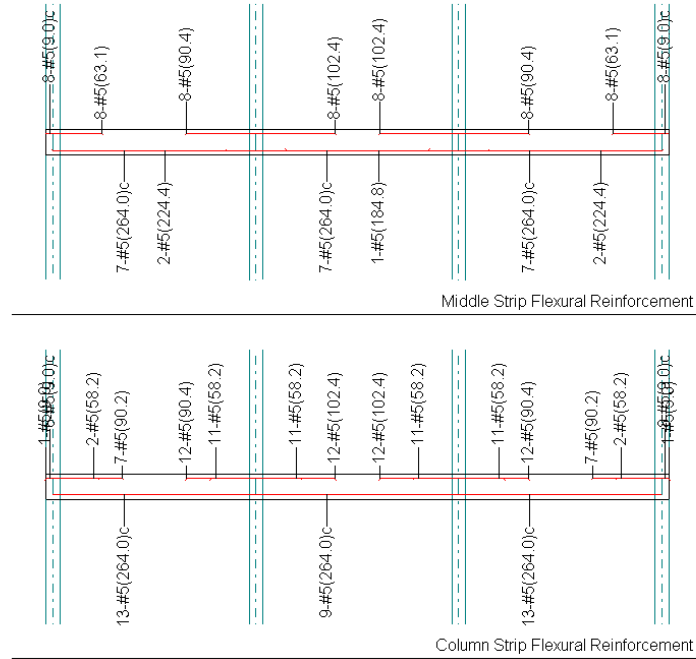 8-#5(9.0)c
8-#5(63.1)
8-#5(90.4)
8-#5(102.4)
8-#5(102.4)
8-#5(90.4)
8-#5(63.1)
8-#5(9.0)c
7-#5(264.0)c
2-#5(224.4)
7-#5(264.0)c
1-#5(184.8)
7-#5(264.0)c
2-#5(224.4)
Middle Strip Flexural Reinforcement
2-#5(58.2)
7-#5(90.2)
12-#5(90.4)
11-#5(58.2)
11-#5(58.2)
12-#5(102.4)
12-#5(102.4)
11-#5(58.2)
11-#5(58.2)
12-#5(90.4)
7-#5(90.2)
2-#5(58.2)
13-#5(264.0)c
9-#5(264.0)c
13-#5(264.0)c
Column Strip Flexural Reinforcement